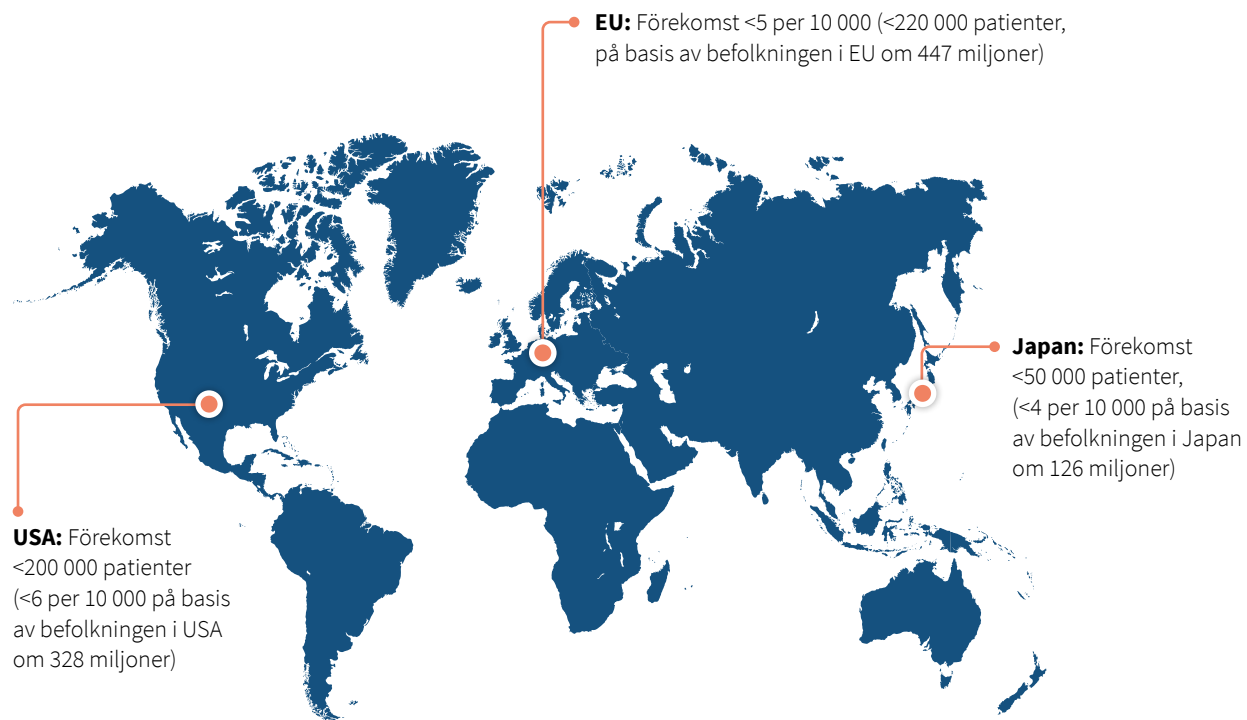 EU: Förekomst <5 per 10 000 (<220 000 patienter,
på basis av befolkningen i EU om 447 miljoner)
Japan: Förekomst
<50 000 patienter,
(<4 per 10 000 på basis
av befolkningen i Japan
om 126 miljoner)
USA: Förekomst
<200 000 patienter
(<6 per 10 000 på basis
av befolkningen i USA
om 328 miljoner)